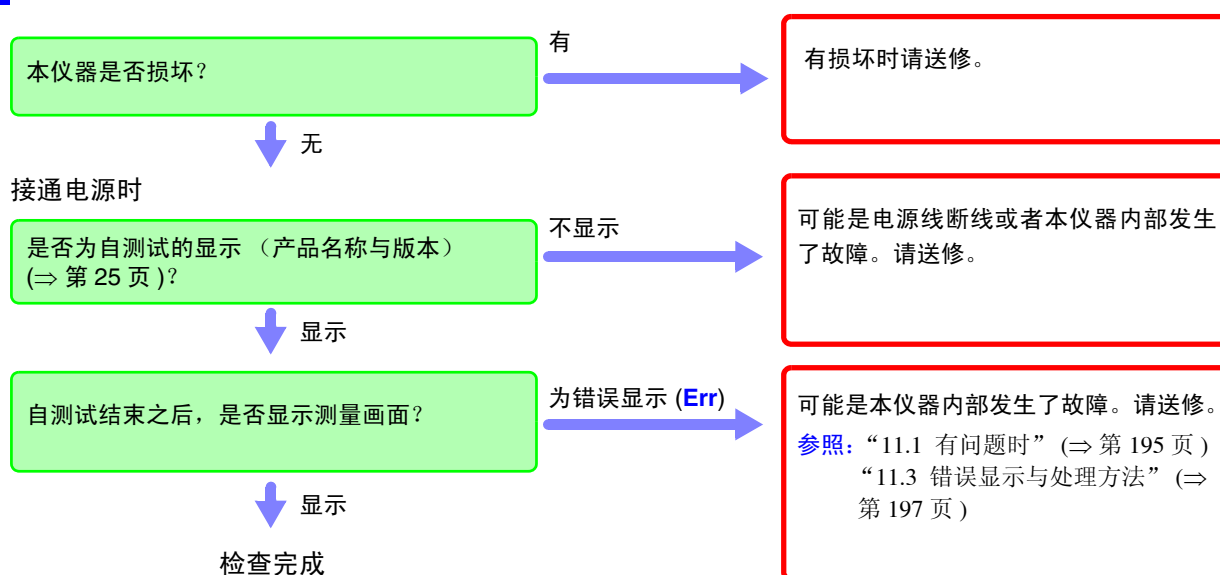 本仪器是否损坏？
有
有损坏时请送修。
无
接通电源时
是否为自测试的显示 （产品名称与版本）
(⇒ 第 25 页 )？
不显示
可能是电源线断线或者本仪器内部发生
了故障。请送修。
显示
自测试结束之后，是否显示测量画面？
为错误显示 (Err)
可能是本仪器内部发生了故障。请送修。
参照：“11.1 有问题时” (⇒ 第 195 页 )
“11.3 错误显示与处理方法” (⇒
第 197 页 )
显示
检查完成